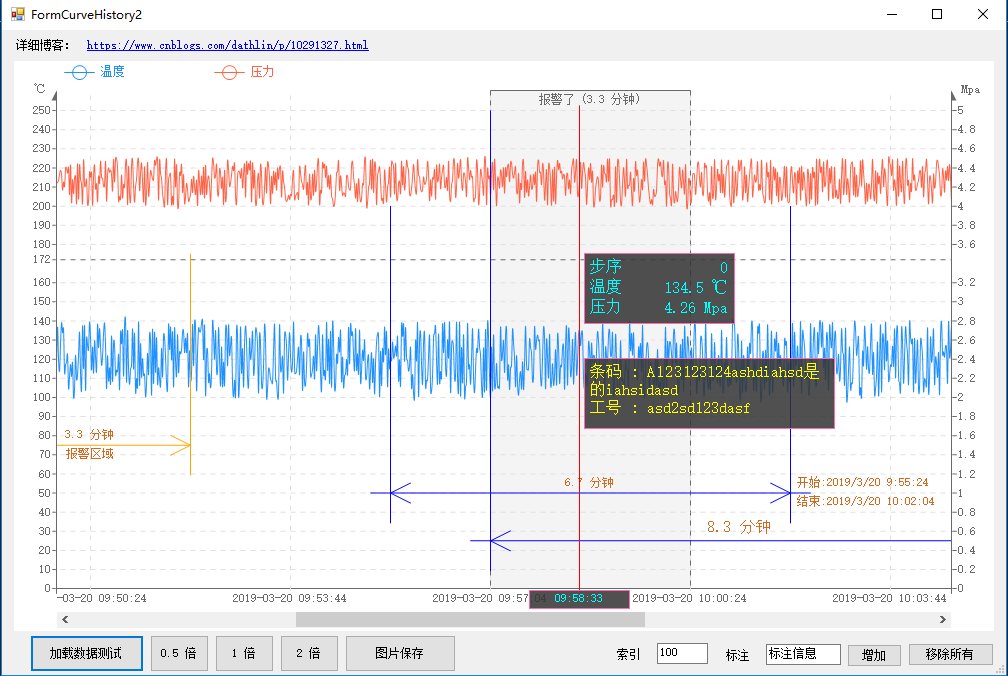 FormCurveHistory2
详细博客： https://www.cnblogs.com/dathlin/p/10291327.html
温度 压力
℃ Mpa
报警了 (3.3 分钟)
250 5
240 4.8
230 4.6
220 4.4
210 4.2
200 4
190 3.8
180 3.6
172
160 3.2
150 3
140 2.8
130 2.6
120 2.4
110 2.2
100 2
90 1.8
80 1.6
70 1.4
60 1.2
50 1
40 0.8
30 0.6
20 0.4
10 0.2
0 0
步序 0
温度 134.5 ℃
压力 4.26 Mpa
条码 : A123123124ashdiahsd是
的iahsidasd
工号 : asd2sd123dasf
3.3 分钟
报警区域
6.7 分钟
开始:2019/3/20 9:55:24
结束:2019/3/20 10:02:04
8.3 分钟
-03-20 09:50:24 2019-03-20 09:53:44 2019-03-20 09:57:04 09:58:33 2019-03-20 10:00:24 2019-03-20 10:03:44
加载数据测试 0.5 倍 1 倍 2 倍 图片保存 索引 100 标注 标注信息 增加 移除所有